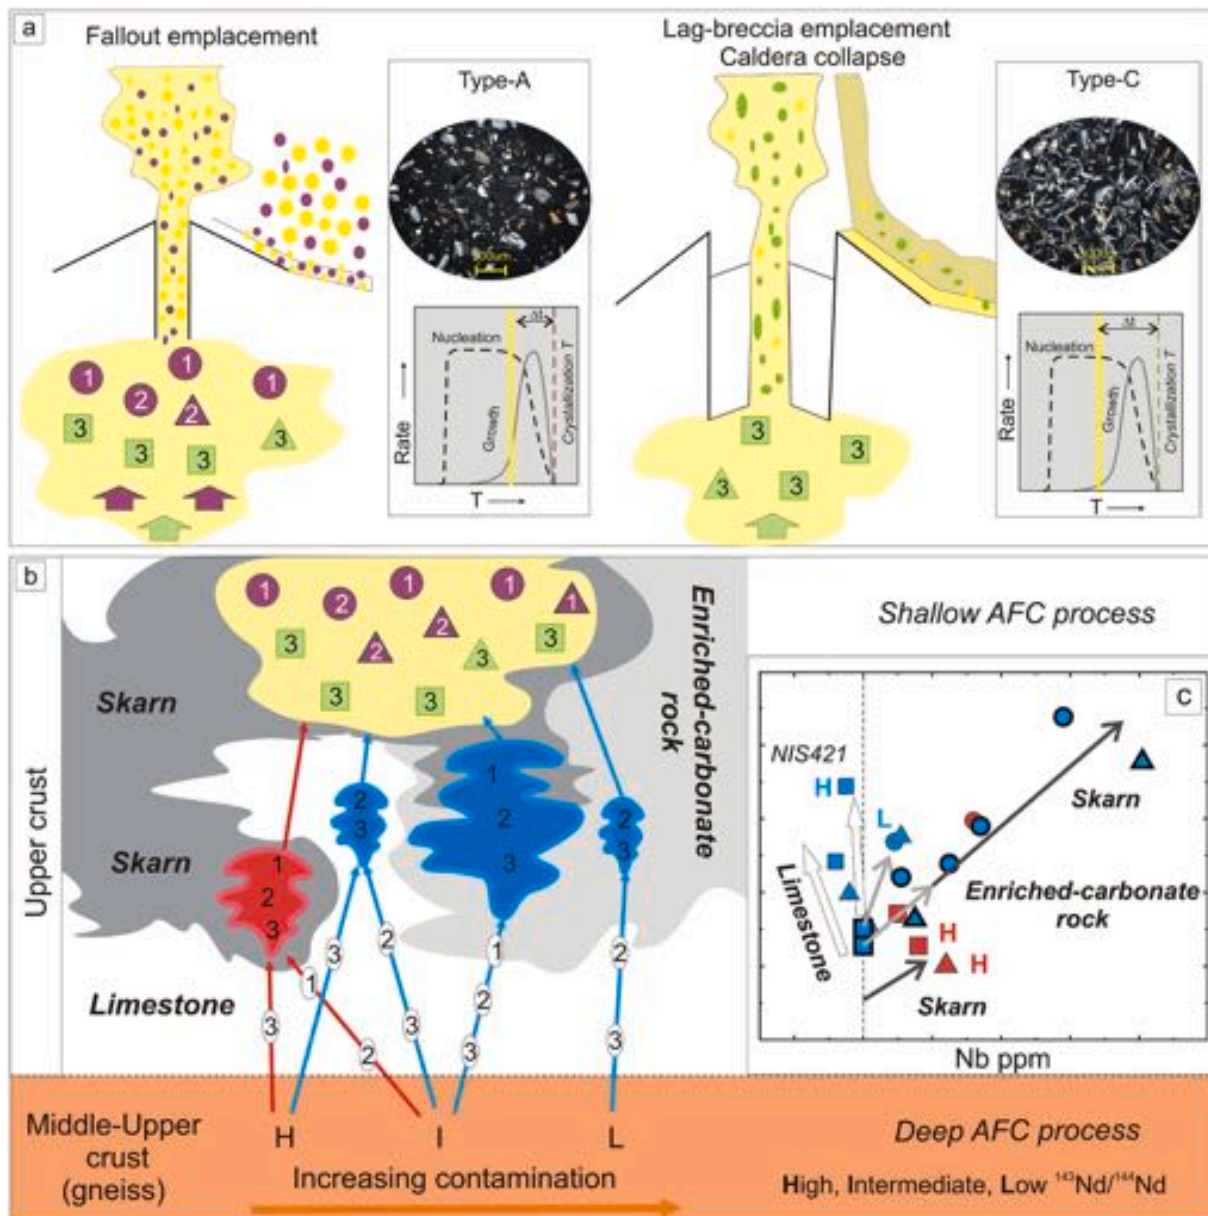 a
Fallout emplacement
Lag-breccia emplacement
Caldera collapse
Type-A
Type-C
Nucleation
Δt
Growth
Crystallization T
Rate
T
Nucleation
Δt
Growth
Crystallization T
Rate
T
1
1
1
2
2
3
3
3
3
3
3
3
3
b
1
2
1
1
1
2
2
3
3
3
3
3
Skarn
Enriched-carbonate
rock
Shallow AFC process
Upper crust
Skarn
1
2
3
2
3
1
2
3
2
3
Limestone
3
1
2
3
2
3
1
2
3
2
3
c
NIS421
H
L
Skarn
Limestone
Enriched-carbonate
rock
H
H
Skarn
Nb ppm
Middle-Upper
crust
(gneiss)
H
I
L
Increasing contamination
Deep AFC process
High, Intermediate, Low ¹⁴³Nd/¹⁴⁴Nd